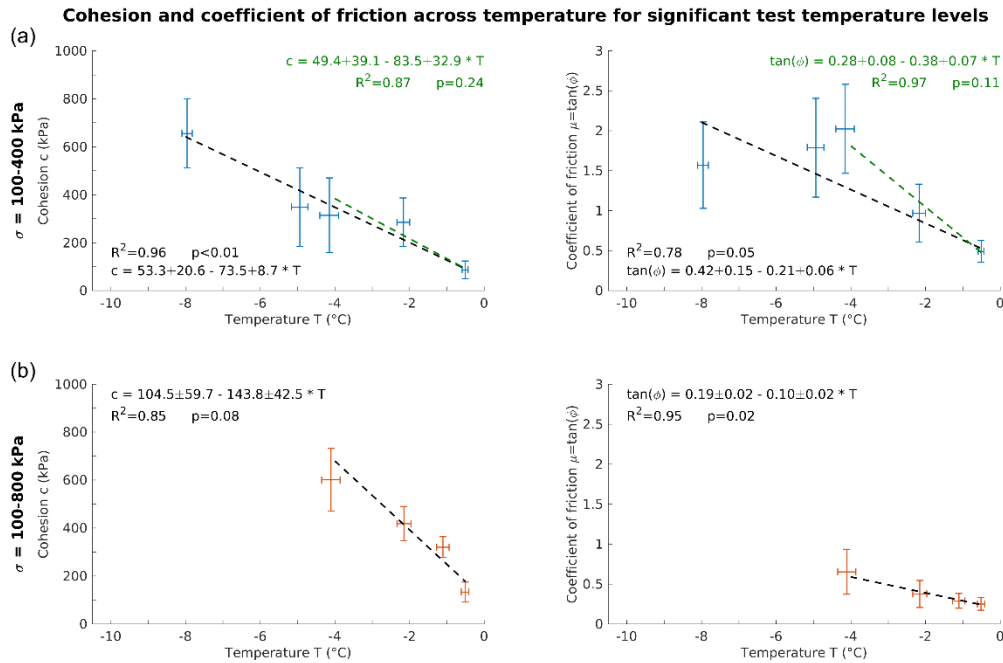 Cohesion and coefficient of friction across temperature for significant test temperature levels
(a)
σ = 100-400 kPa
Cohesion c (kPa)
1000
800
600
400
200
0
c = 49.4+39.1 - 83.5+32.9 * T
R²=0.87 p=0.24
R²=0.96 p<0.01
c = 53.3+20.6 - 73.5+8.7 * T
-10 -8 -6 -4 -2 0
Temperature T (°C)
Coefficient of friction μ=tan(ϕ)
3
2.5
2
1.5
1
0.5
0
tan(ϕ) = 0.28+0.08 - 0.38+0.07 * T
R²=0.97 p=0.11
R²=0.78 p=0.05
tan(ϕ) = 0.42+0.15 - 0.21+0.06 * T
-10 -8 -6 -4 -2 0
Temperature T (°C)
(b)
σ = 100-800 kPa
Cohesion c (kPa)
1000
800
600
400
200
0
c = 104.5±59.7 - 143.8±42.5 * T
R²=0.85 p=0.08
-10 -8 -6 -4 -2 0
Temperature T (°C)
Coefficient of friction μ=tan(ϕ)
3
2.5
2
1.5
1
0.5
0
tan(ϕ) = 0.19±0.02 - 0.10±0.02 * T
R²=0.95 p=0.02
-10 -8 -6 -4 -2 0
Temperature T (°C)